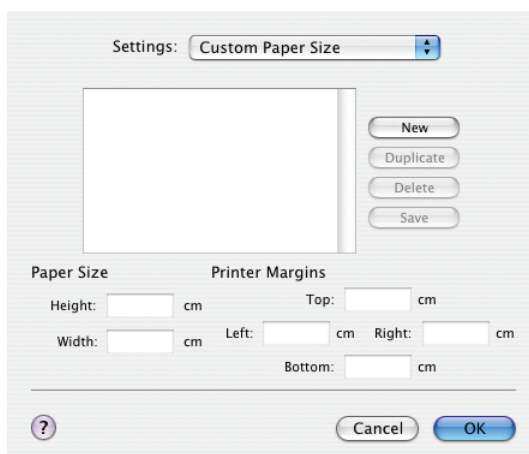 Settings: Custom Paper Size
New
Duplicate
Delete
Save
Paper Size
Height: cm
Width: cm
Printer Margins
Top: cm
Left: cm Right: cm
Bottom: cm
? Cancel OK